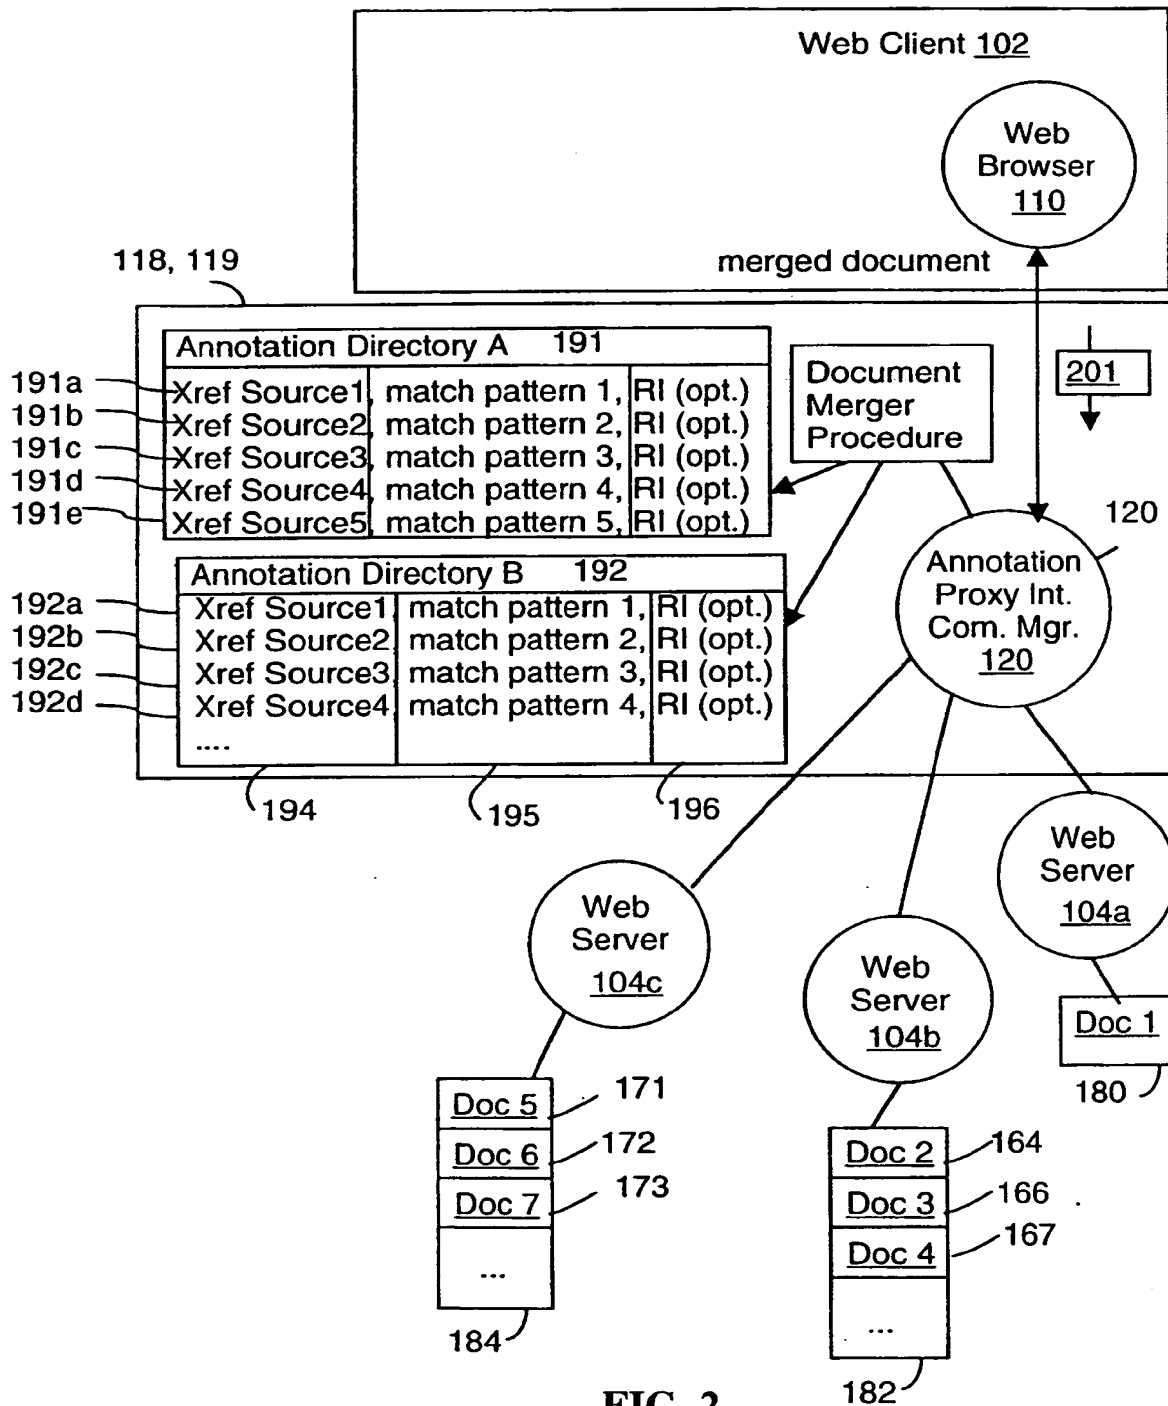 Web Client 102
Web
Browser
110
merged document
118, 119
Annotation Directory A 191
191a Xref Source1, match pattern 1, RI (opt.)
191b Xref Source2, match pattern 2, RI (opt.)
191c Xref Source3, match pattern 3, RI (opt.)
191d Xref Source4, match pattern 4, RI (opt.)
191e Xref Source5, match pattern 5, RI (opt.)
Document
Merger
Procedure
201
120
Annotation
Proxy Int.
Com. Mgr.
120
Annotation Directory B 192
192a Xref Source1, match pattern 1, RI (opt.)
192b Xref Source2, match pattern 2, RI (opt.)
192c Xref Source3, match pattern 3, RI (opt.)
192d Xref Source4, match pattern 4, RI (opt.)
....
194 195 196
Web
Server
104a
Doc 1
180
Web
Server
104c
Doc 5 171
Doc 6 172
Doc 7 173
...
184
Web
Server
104b
Doc 2 164
Doc 3 166
Doc 4 167
...
182
FIG. 2